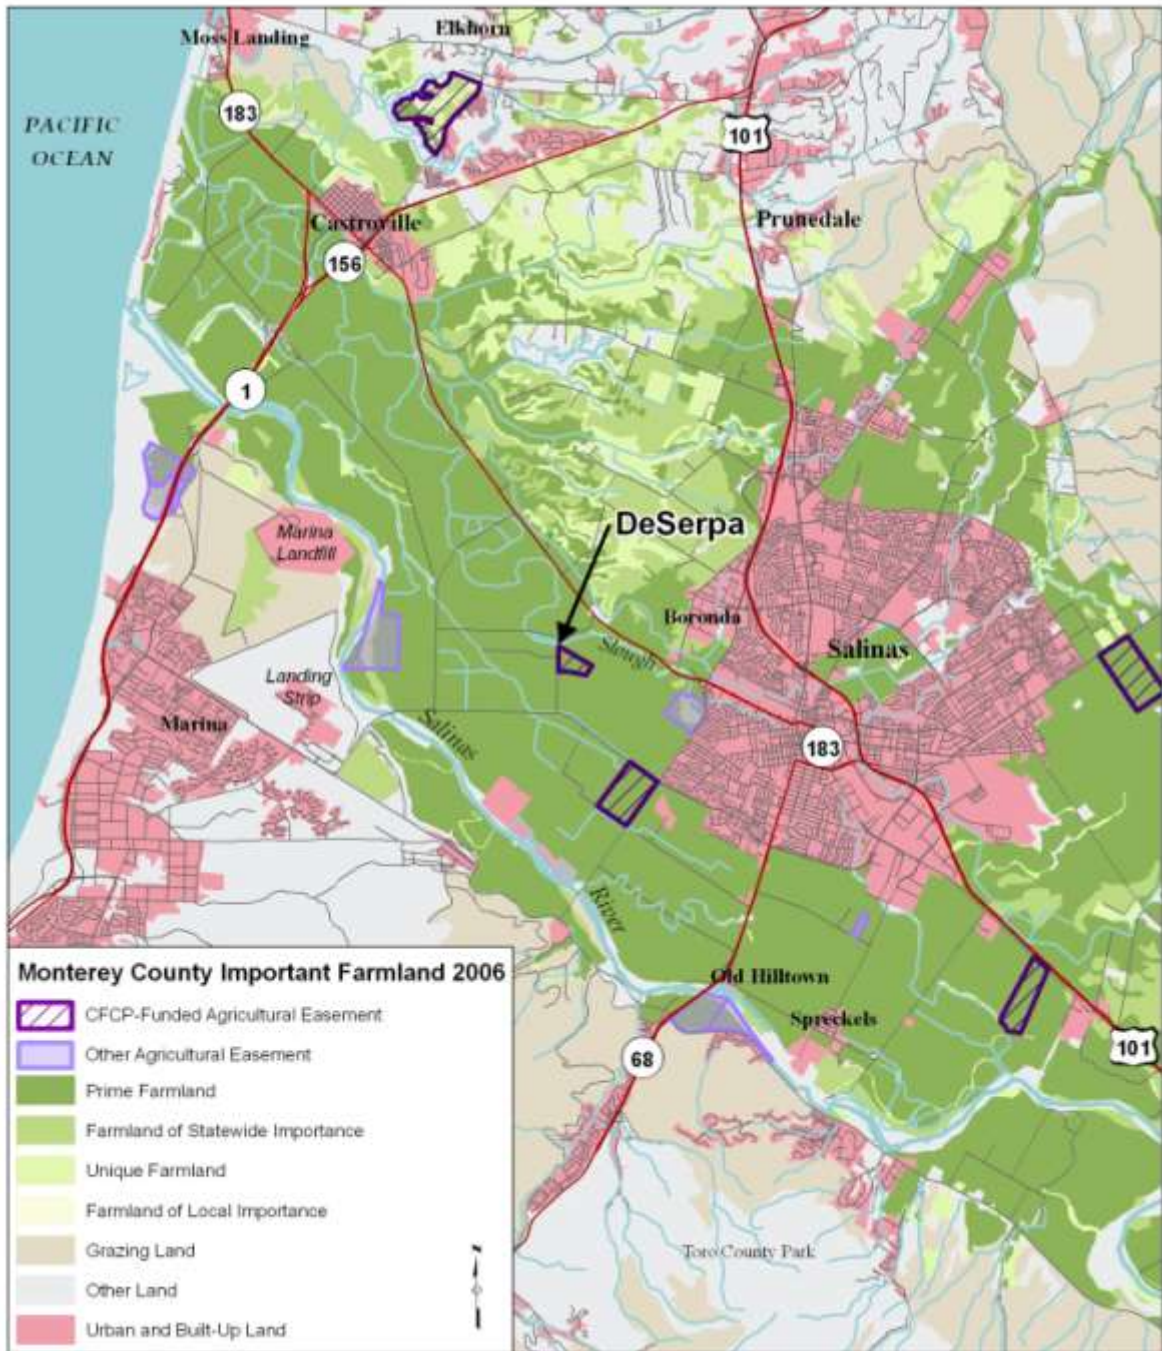 Elkhorn
Moss Landing
PACIFIC
OCEAN
183
101
Castroville
Prunedale
156
1
DeSerpa
Marina
Landfill
Boronda
Slough
Salinas
Landing
Strip
Marina
Salinas
183
River
Old Hilltown
Spreckels
101
68
Toro County Park
Monterey County Important Farmland 2006
CFCP-Funded Agricultural Easement
Other Agricultural Easement
Prime Farmland
Farmland of Statewide Importance
Unique Farmland
Farmland of Local Importance
Grazing Land
Other Land
Urban and Built-Up Land